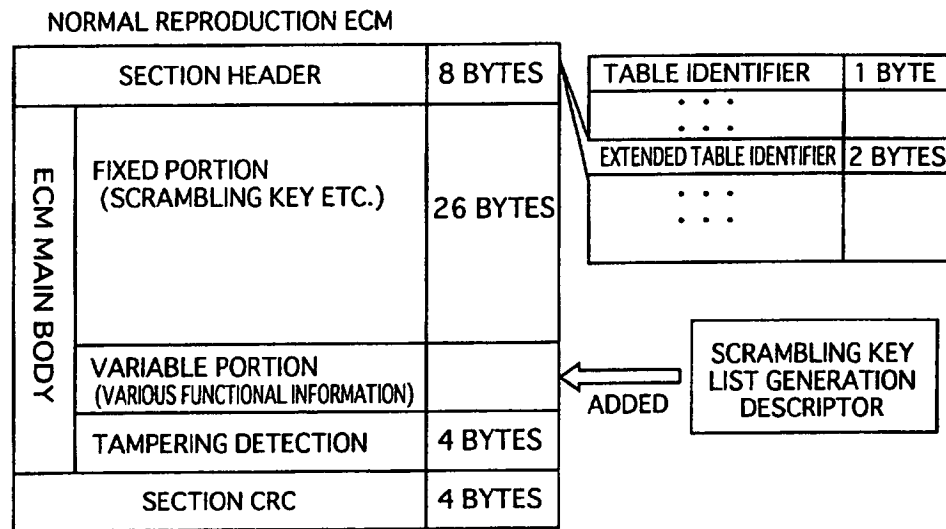 NORMAL REPRODUCTION ECM
SECTION HEADER 8 BYTES
ECM MAIN BODY
FIXED PORTION
(SCRAMBLING KEY ETC.)
26 BYTES
VARIABLE PORTION
(VARIOUS FUNCTIONAL INFORMATION)
TAMPERING DETECTION 4 BYTES
SECTION CRC 4 BYTES
TABLE IDENTIFIER 1 BYTE
. . .
. . .
EXTENDED TABLE IDENTIFIER 2 BYTES
. . .
. . .
ADDED
SCRAMBLING KEY
LIST GENERATION
DESCRIPTOR